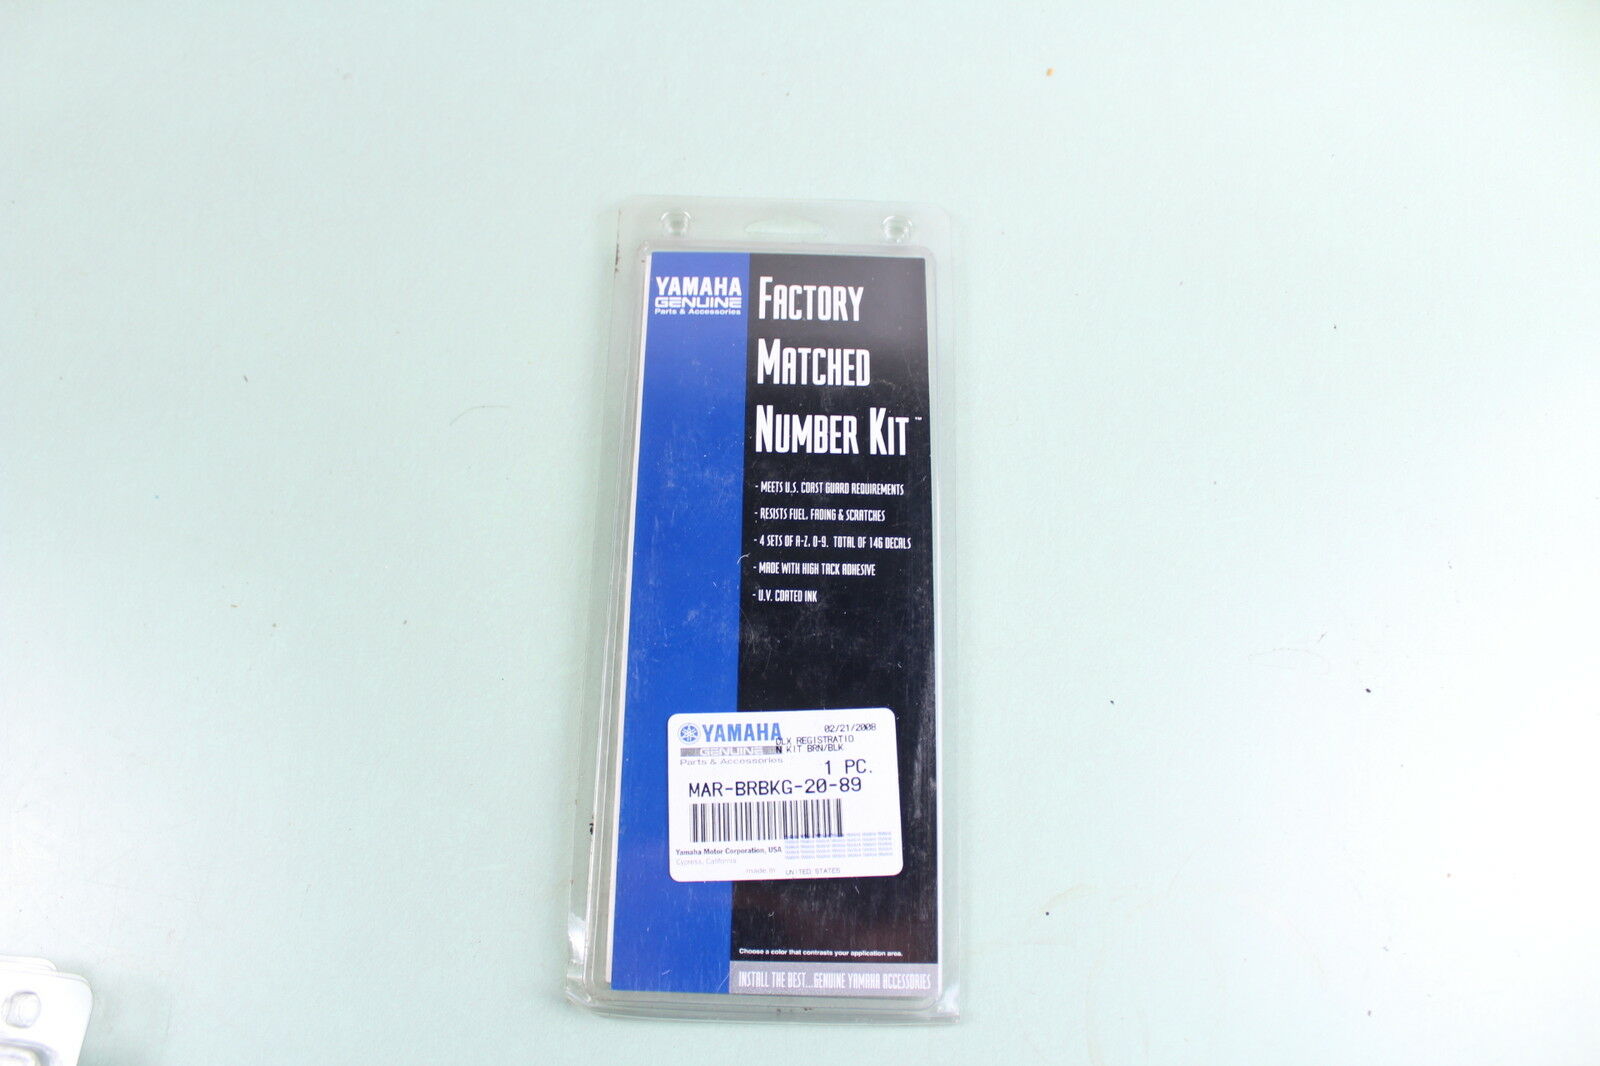 YAMAHA
GENUINE
Parts & Accessories
FACTORY
MATCHED
NUMBER KIT™
- MEETS U.S. COAST GUARD REQUIREMENTS
- RESISTS FUEL, FADING & SCRATCHES
- 4 SETS OF A-Z, 0-9. TOTAL OF 146 DECALS
- MADE WITH HIGH TACK ADHESIVE
- U.V. COATED INK
YAMAHA
02/21/2008
DLX REGISTRATIO
GENUINE
N KIT BRN/BLK
Parts & Accessories
1 PC.
MAR-BRBKG-20-89
Yamaha Motor Corporation, USA
Cypress, California
made in UNITED STATES
Choose a color that contrasts your application area.
INSTALL THE BEST...GENUINE YAMAHA ACCESSORIES